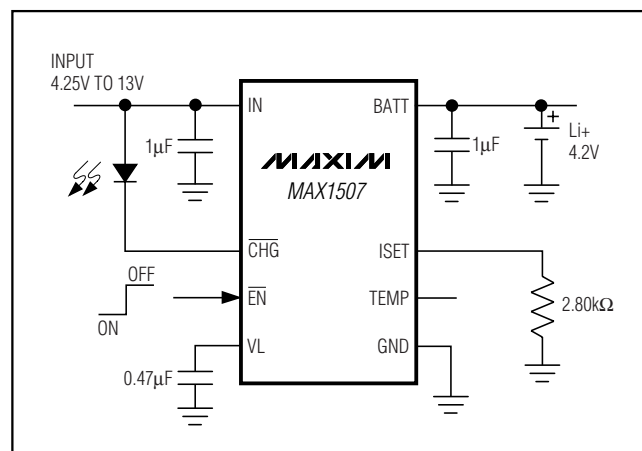 INPUT
4.25V TO 13V
IN
BATT
1μF
MAXIM
MAX1507
1μF
+
Li+
4.2V
CHG
ISET
OFF
ON
EN
TEMP
2.80kΩ
VL
GND
0.47μF